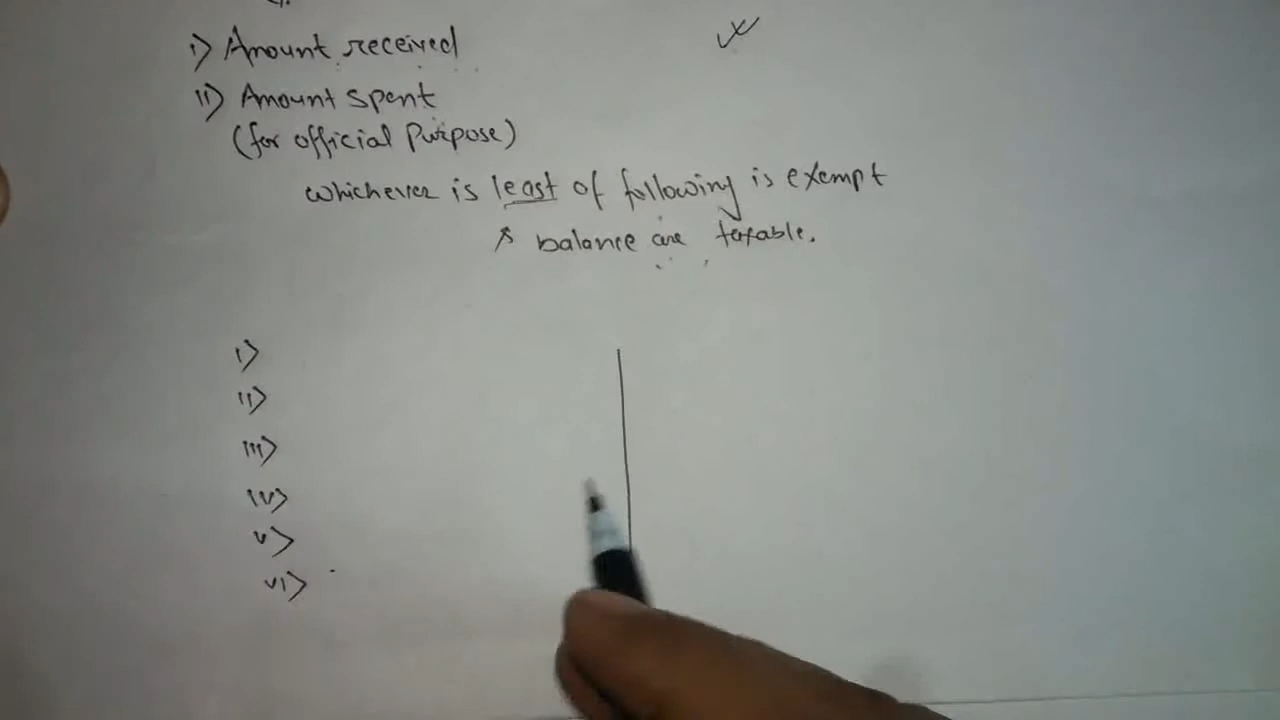 i) Amount received
ii) Amount spent
(for official purpose)
whichever is least of following is exempt
balance are taxable.
i)
ii)
iii)
iv)
v)
vi)